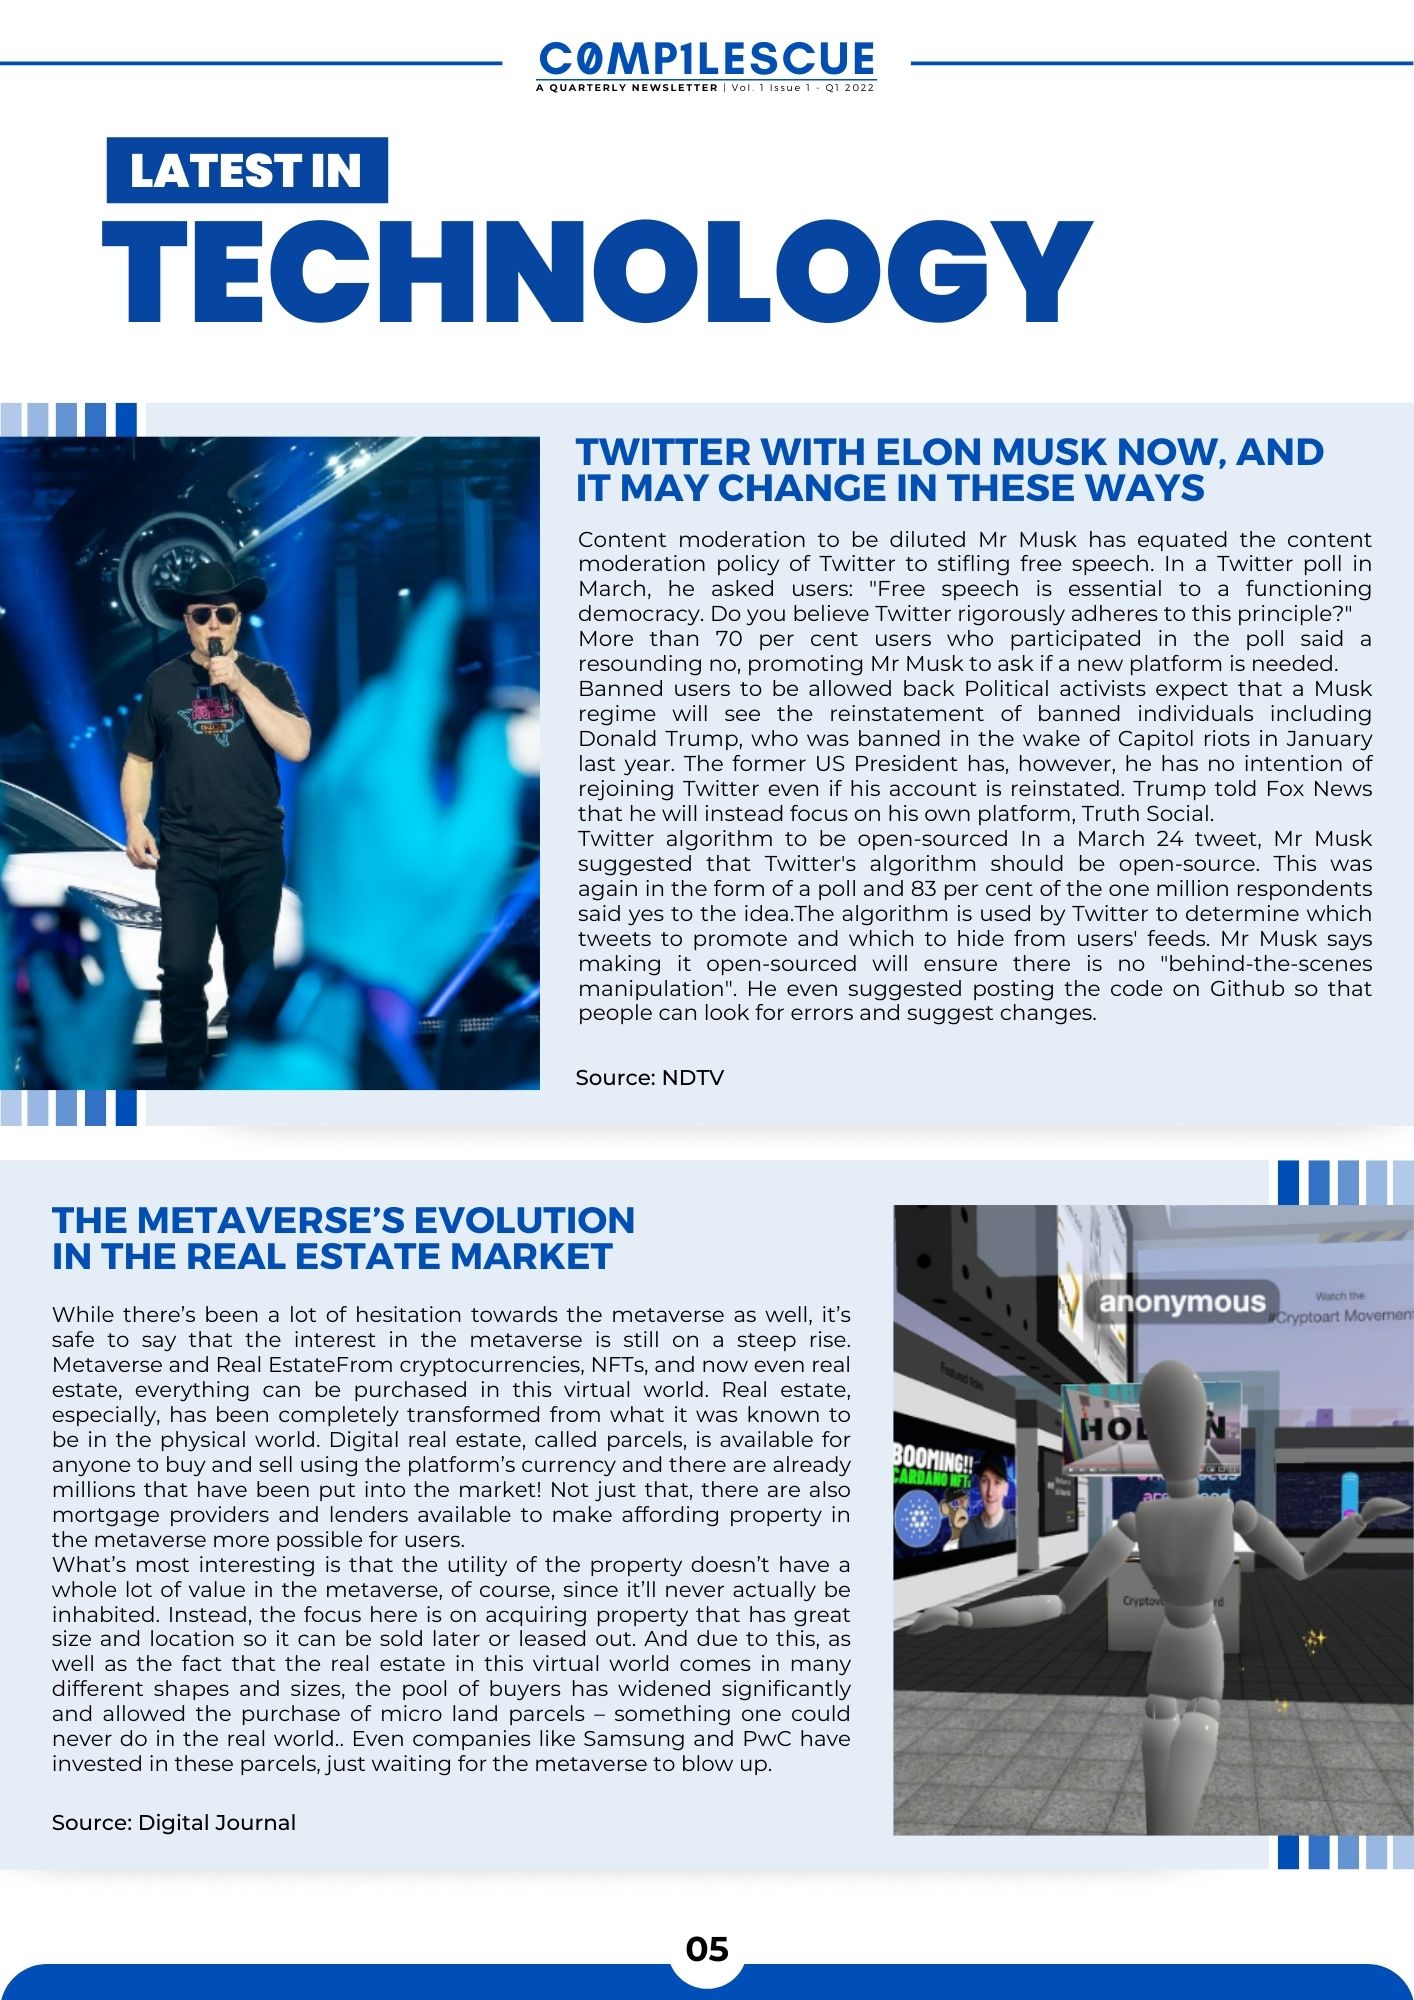 C0MP1LESCUE
A QUARTERLY NEWSLETTER | Vol. 1 Issue 1 - Q1 2022
LATEST IN
TECHNOLOGY
TWITTER WITH ELON MUSK NOW, AND
IT MAY CHANGE IN THESE WAYS
Content moderation to be diluted Mr Musk has equated the content
moderation policy of Twitter to stifling free speech. In a Twitter poll in
March, he asked users: "Free speech is essential to a functioning
democracy. Do you believe Twitter rigorously adheres to this principle?"
More than 70 per cent users who participated in the poll said a
resounding no, promoting Mr Musk to ask if a new platform is needed.
Banned users to be allowed back Political activists expect that a Musk
regime will see the reinstatement of banned individuals including
Donald Trump, who was banned in the wake of Capitol riots in January
last year. The former US President has, however, he has no intention of
rejoining Twitter even if his account is reinstated. Trump told Fox News
that he will instead focus on his own platform, Truth Social.
Twitter algorithm to be open-sourced In a March 24 tweet, Mr Musk
suggested that Twitter's algorithm should be open-source. This was
again in the form of a poll and 83 per cent of the one million respondents
said yes to the idea.The algorithm is used by Twitter to determine which
tweets to promote and which to hide from users' feeds. Mr Musk says
making it open-sourced will ensure there is no "behind-the-scenes
manipulation". He even suggested posting the code on Github so that
people can look for errors and suggest changes.
Source: NDTV
THE METAVERSE’S EVOLUTION
IN THE REAL ESTATE MARKET
While there’s been a lot of hesitation towards the metaverse as well, it’s
safe to say that the interest in the metaverse is still on a steep rise.
Metaverse and Real EstateFrom cryptocurrencies, NFTs, and now even real
estate, everything can be purchased in this virtual world. Real estate,
especially, has been completely transformed from what it was known to
be in the physical world. Digital real estate, called parcels, is available for
anyone to buy and sell using the platform’s currency and there are already
millions that have been put into the market! Not just that, there are also
mortgage providers and lenders available to make affording property in
the metaverse more possible for users.
What’s most interesting is that the utility of the property doesn’t have a
whole lot of value in the metaverse, of course, since it’ll never actually be
inhabited. Instead, the focus here is on acquiring property that has great
size and location so it can be sold later or leased out. And due to this, as
well as the fact that the real estate in this virtual world comes in many
different shapes and sizes, the pool of buyers has widened significantly
and allowed the purchase of micro land parcels – something one could
never do in the real world.. Even companies like Samsung and PwC have
invested in these parcels, just waiting for the metaverse to blow up.
Source: Digital Journal
anonymous
Watch the
#Cryptoart Movement
Featured Video
BOOMING!!
CARDANO NFT
05